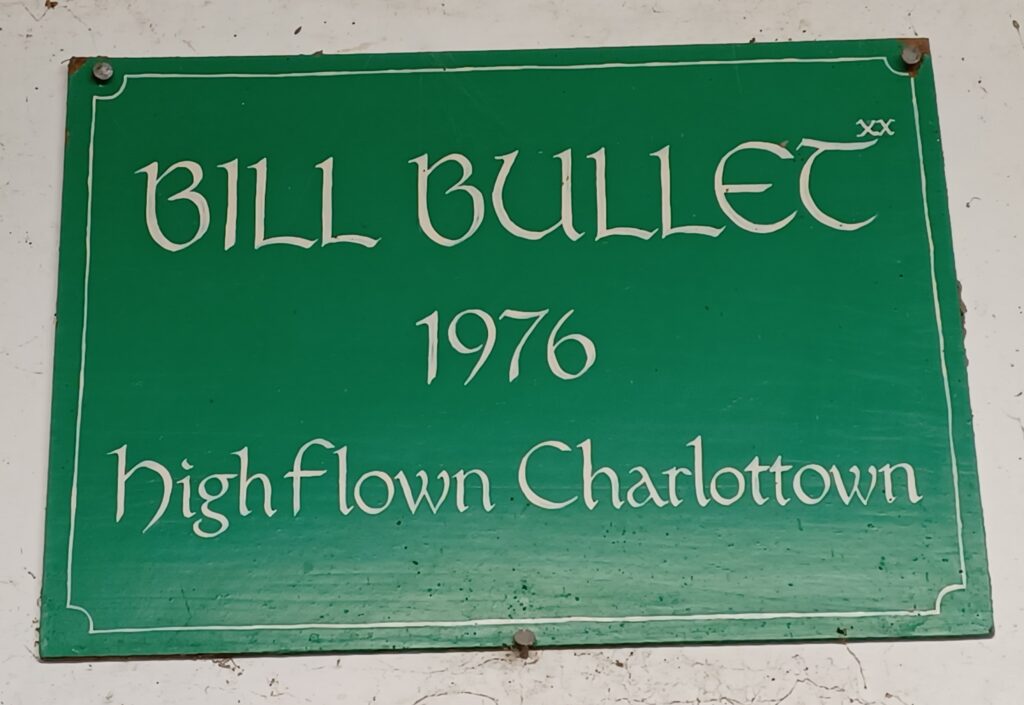 BILL BULLET xx
1976
Highflown Charlottown